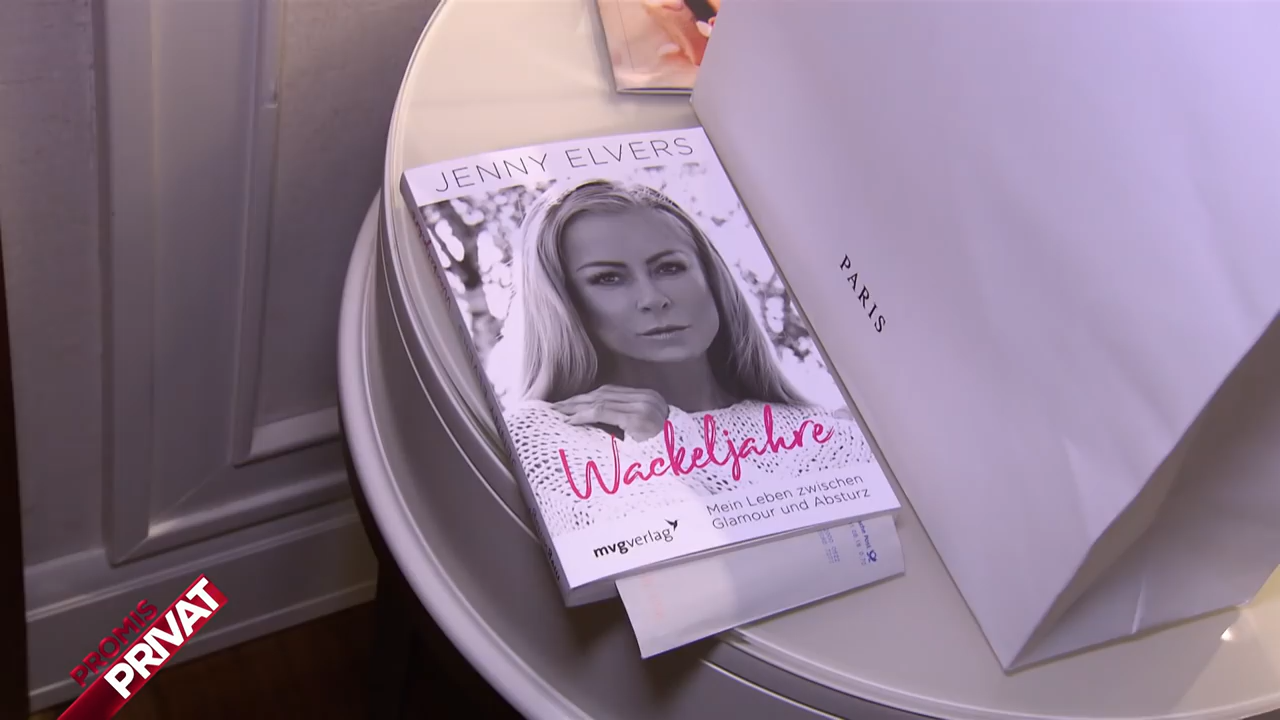 JENNY ELVERS
Wackeljahre
Mein Leben zwischen
Glamour und Absturz
mvgverlag
PARIS
PROMIS
PRIVAT